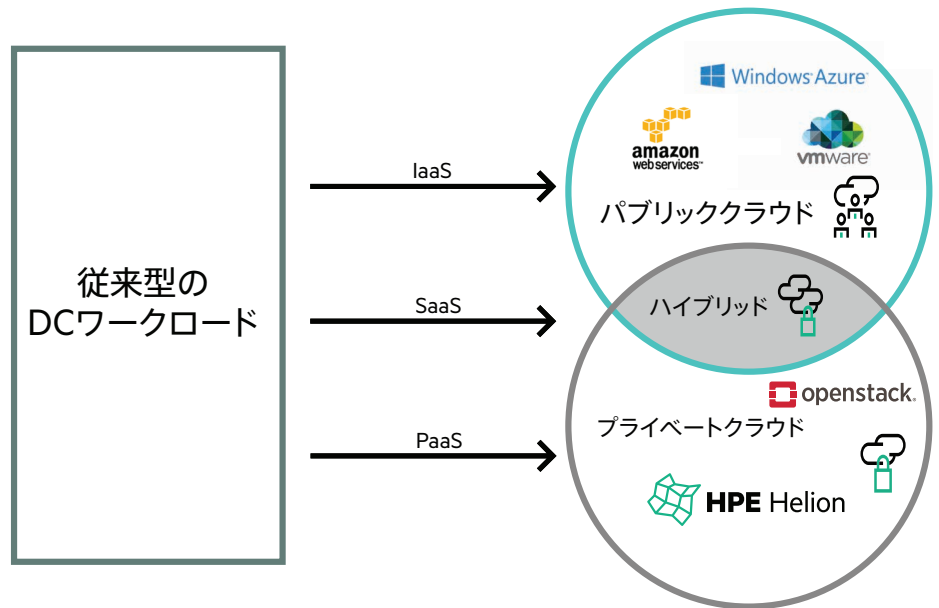 従来型の
DCワークロード
IaaS
SaaS
PaaS
Windows Azure
amazon
webservices™
vmware®
パブリッククラウド
ハイブリッド
openstack.
プライベートクラウド
HPE Helion